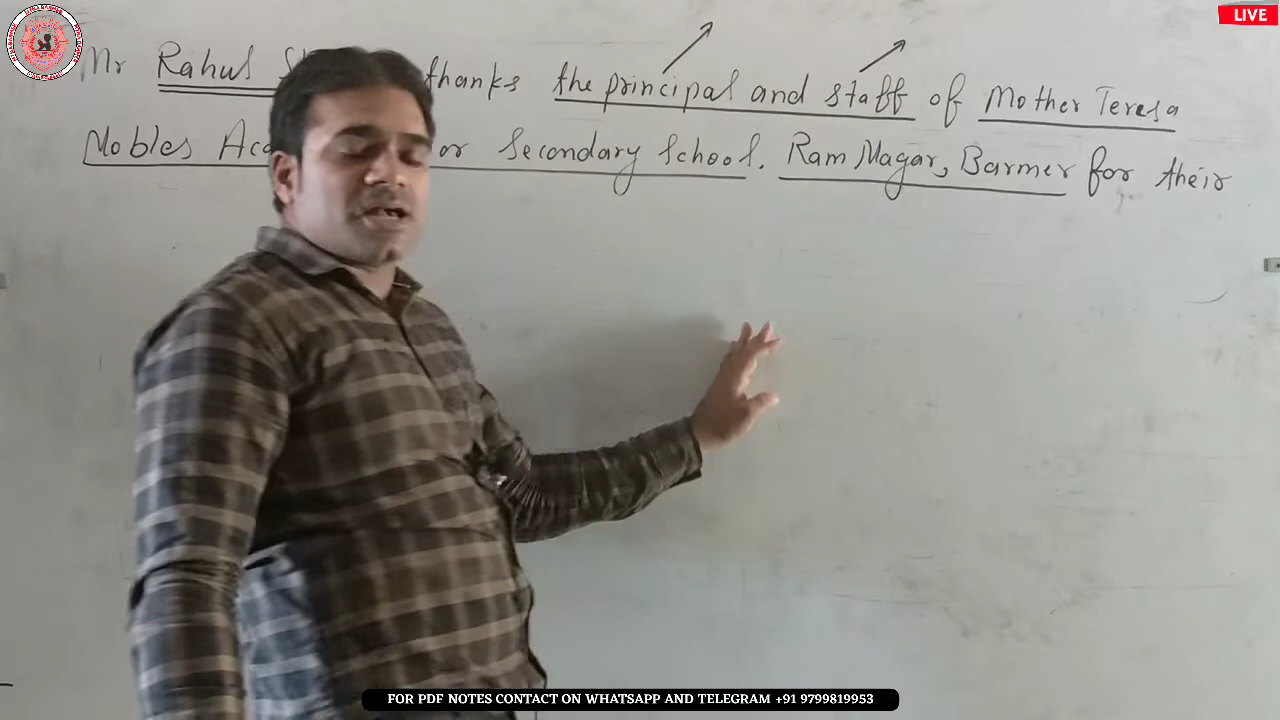 LIVE
Mr Rahul thanks the principal and staff of Mother Teresa
Nobles or Secondary School. Ram Nagar, Barmer for their
FOR PDF NOTES CONTACT ON WHATSAPP AND TELEGRAM +91 9799819953